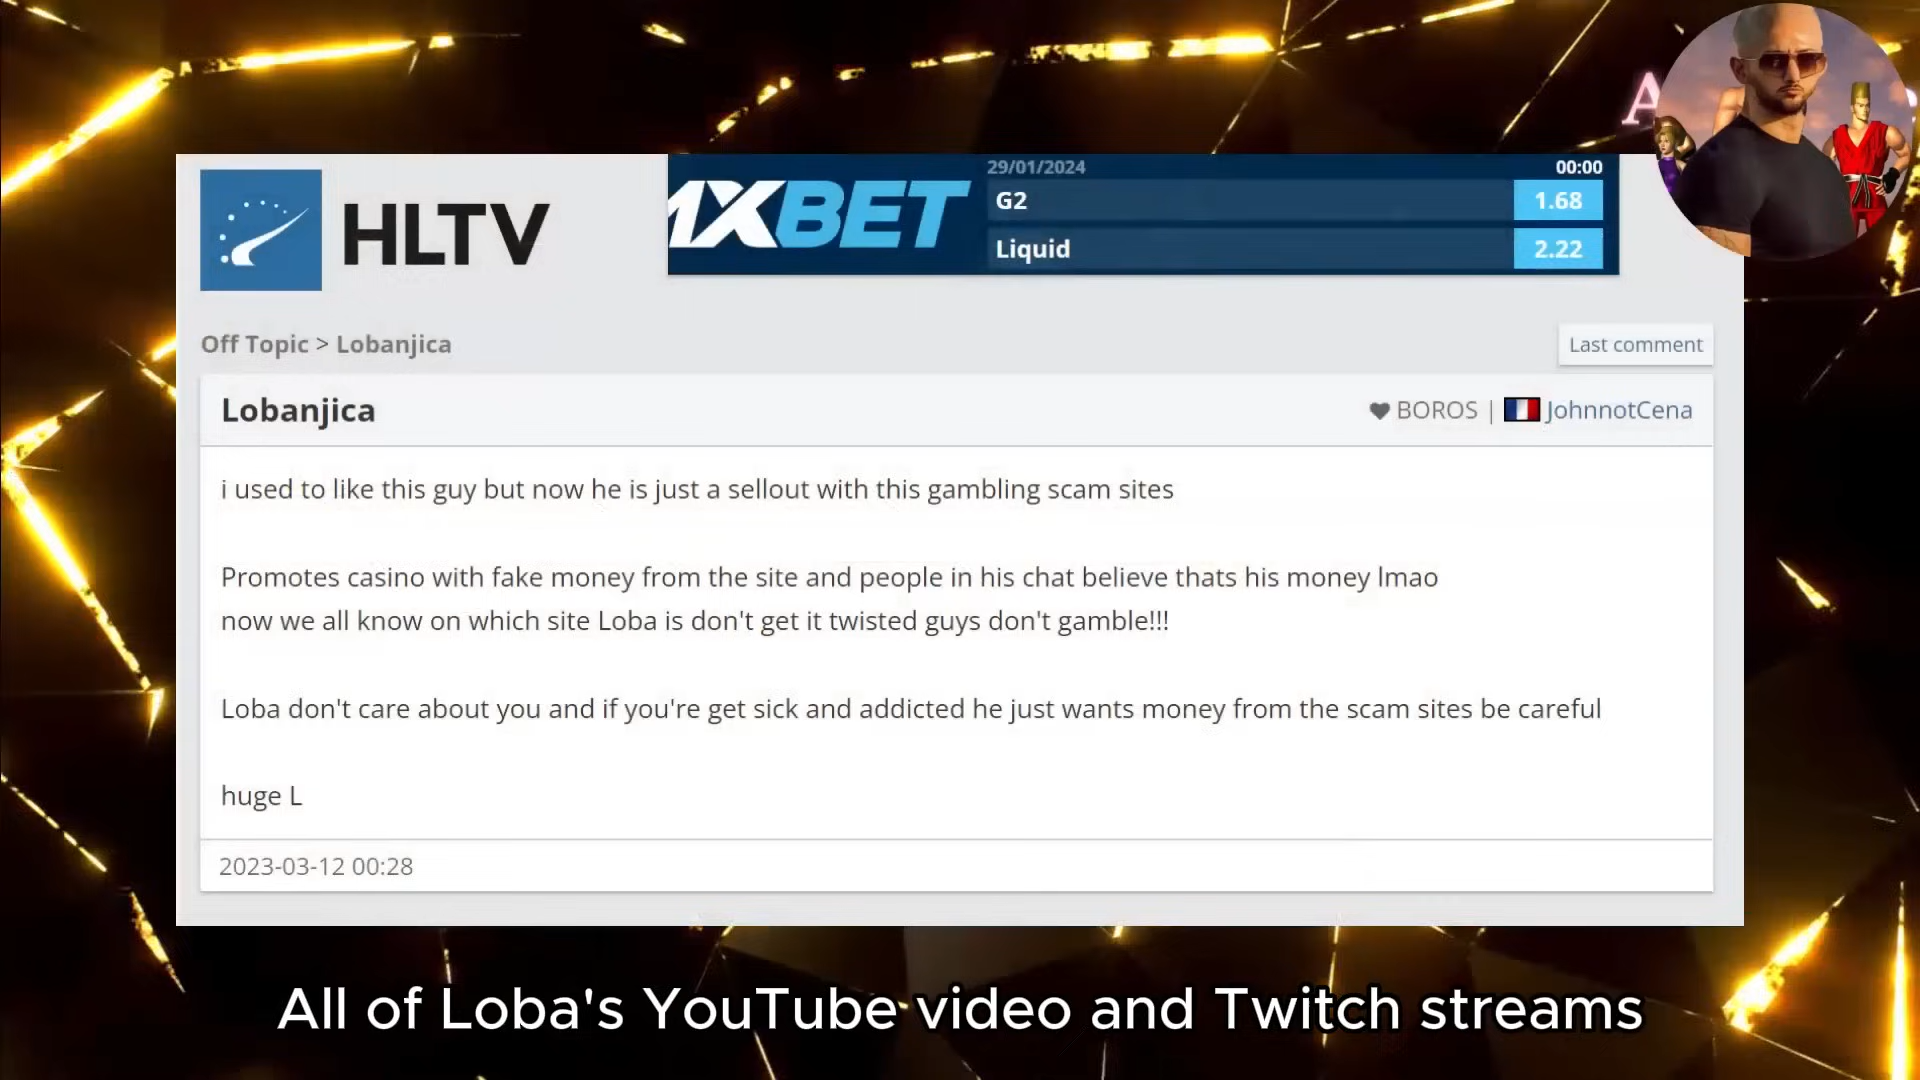 HLTV
1XBET
29/01/2024 00:00
G2 1.68
Liquid 2.22
Off Topic > Lobanjica
Last comment
Lobanjica
BOROS | JohnnotCena
i used to like this guy but now he is just a sellout with this gambling scam sites
Promotes casino with fake money from the site and people in his chat believe thats his money lmao
now we all know on which site Loba is don't get it twisted guys don't gamble!!!
Loba don't care about you and if you're get sick and addicted he just wants money from the scam sites be careful
huge L
2023-03-12 00:28
All of Loba's YouTube video and Twitch streams